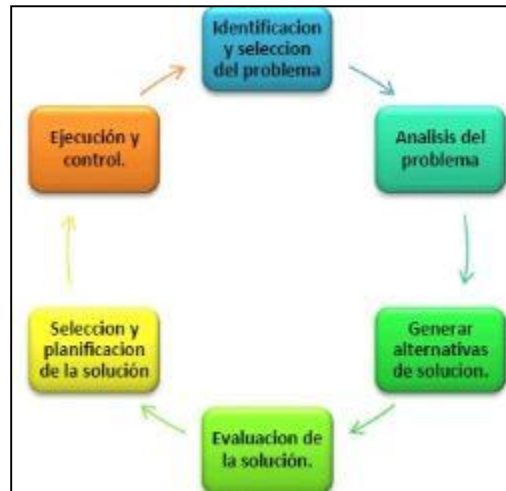 Identificacion
y seleccion
del problema
Analisis del
problema
Generar
alternativas
de solucion.
Evaluacion de
la solución.
Seleccion y
planificacion
de la solución
Ejecución y
control.